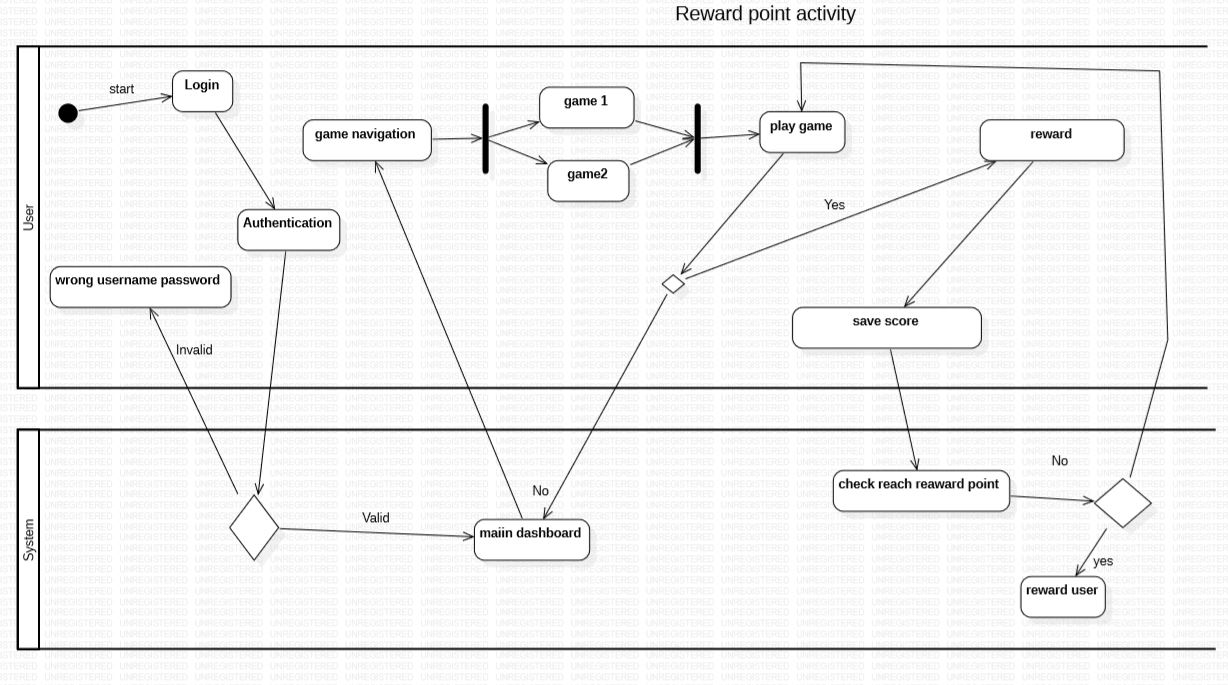 Reward point activity
User
start
Login
game navigation
game 1
game2
play game
reward
Authentication
Yes
wrong username password
Invalid
save score
System
Valid
No
maiin dashboard
check reach reaward point
No
yes
reward user
UNREGISTERED